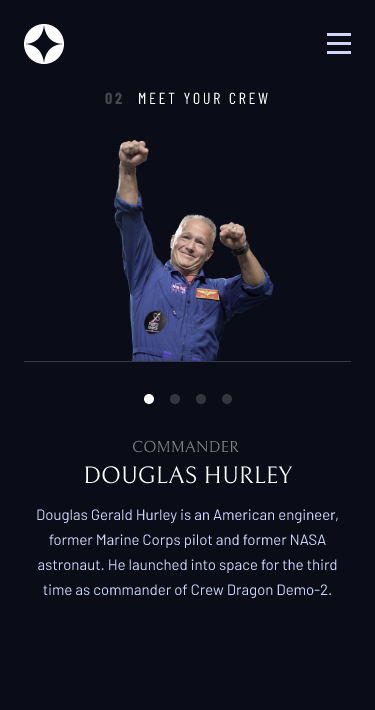 02 MEET YOUR CREW
COMMANDER
DOUGLAS HURLEY
Douglas Gerald Hurley is an American engineer,
former Marine Corps pilot and former NASA
astronaut. He launched into space for the third
time as commander of Crew Dragon Demo-2.